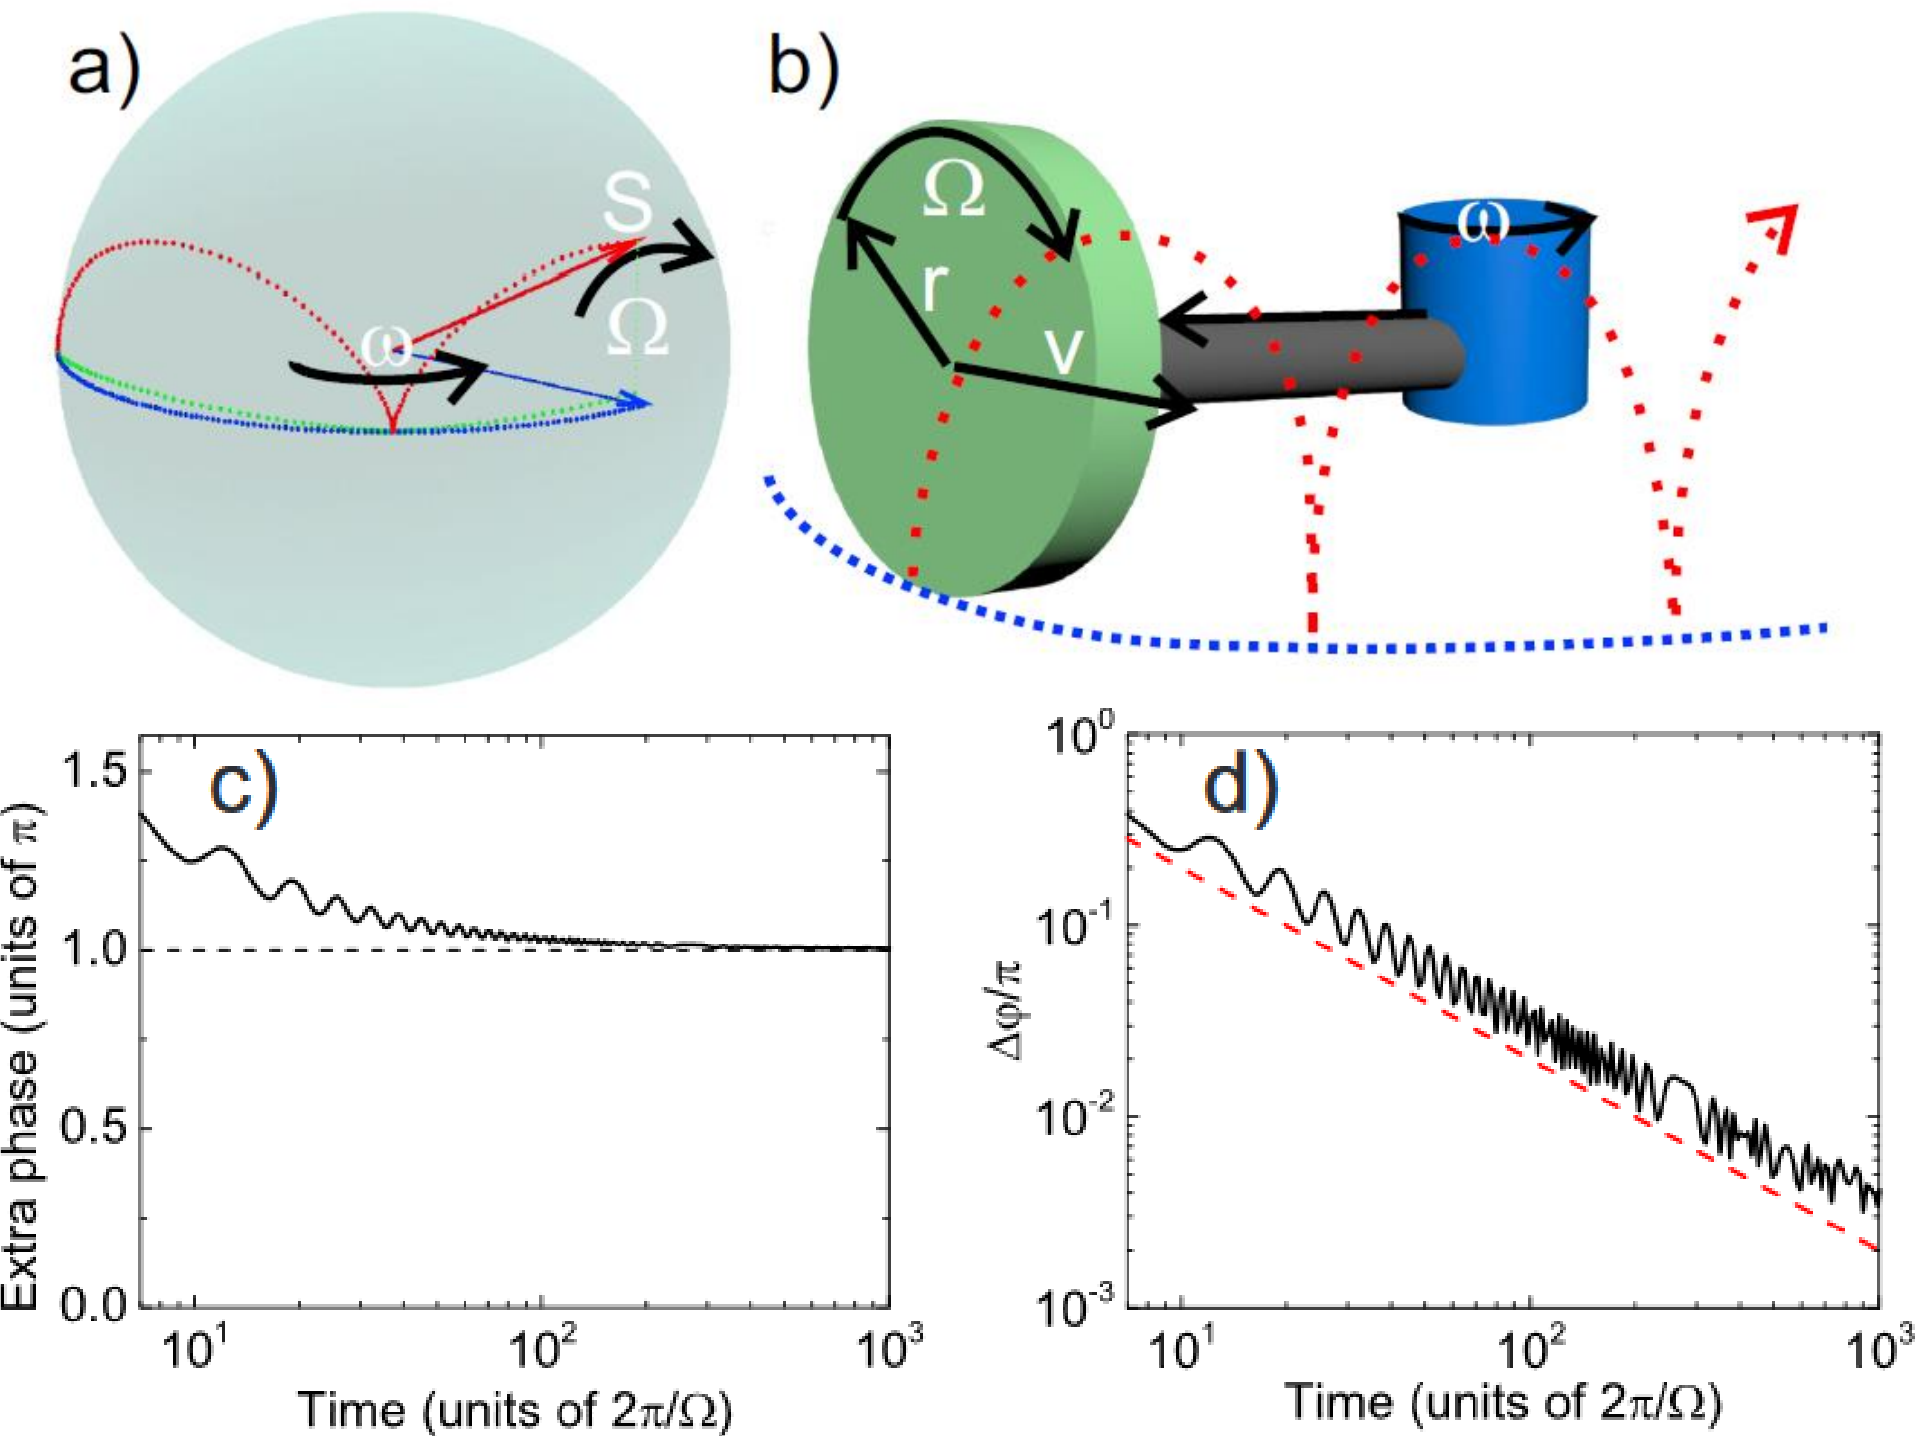 a)
S
Ω
ω
b)
Ω
r
v
ω
c)
Extra phase (units of π)
1.5
1.0
0.5
0.0
10¹
10²
10³
Time (units of 2π/Ω)
d)
Δφ/π
10⁰
10⁻¹
10⁻²
10⁻³
10¹
10²
10³
Time (units of 2π/Ω)